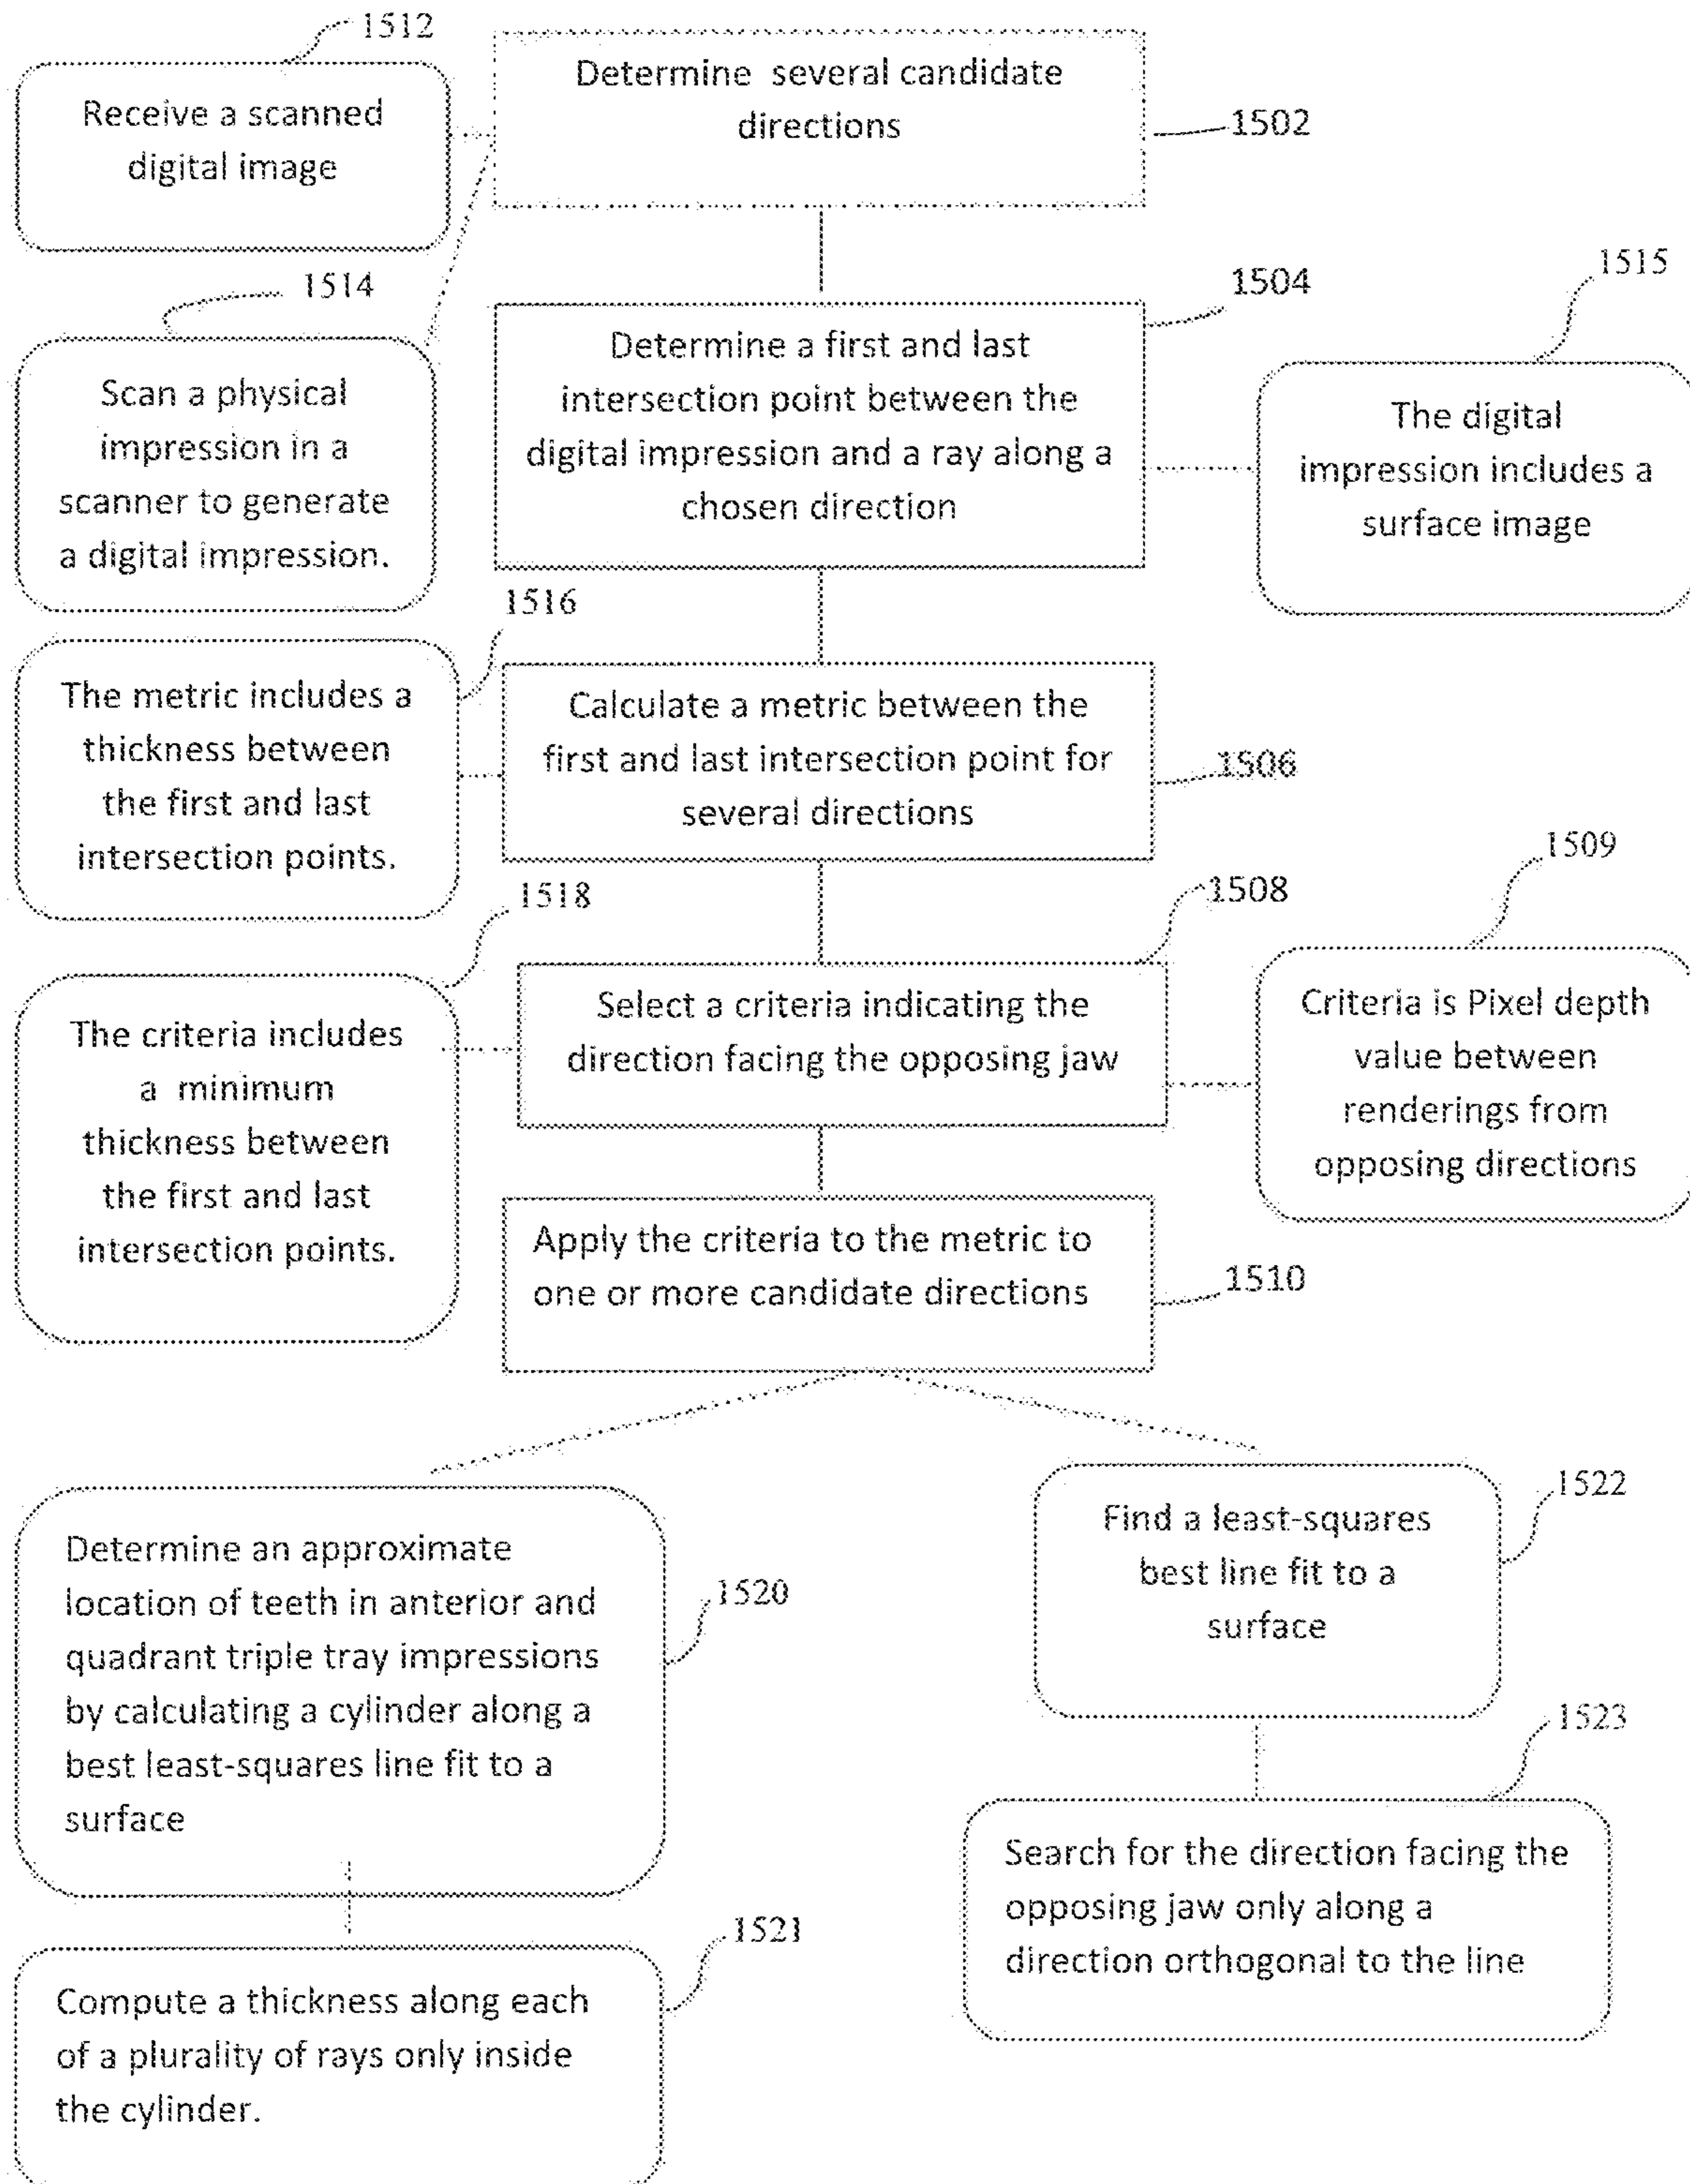 1512
Receive a scanned
digital image
Determine several candidate
directions
1502
1514
Scan a physical
impression in a
scanner to generate
a digital impression.
1504
Determine a first and last
intersection point between the
digital impression and a ray along a
chosen direction
1515
The digital
impression includes a
surface image
1516
The metric includes a
thickness between
the first and last
intersection points.
Calculate a metric between the
first and last intersection point for
several directions
1506
1518
The criteria includes
a minimum
thickness between
the first and last
intersection points.
1508
Select a criteria indicating the
direction facing the opposing jaw
1509
Criteria is Pixel depth
value between
renderings from
opposing directions
Apply the criteria to the metric to
one or more candidate directions
1510
Determine an approximate
location of teeth in anterior and
quadrant triple tray impressions
by calculating a cylinder along a
best least-squares line fit to a
surface
1520
Find a least-squares
best line fit to a
surface
1522
1521
Compute a thickness along each
of a plurality of rays only inside
the cylinder.
1523
Search for the direction facing the
opposing jaw only along a
direction orthogonal to the line